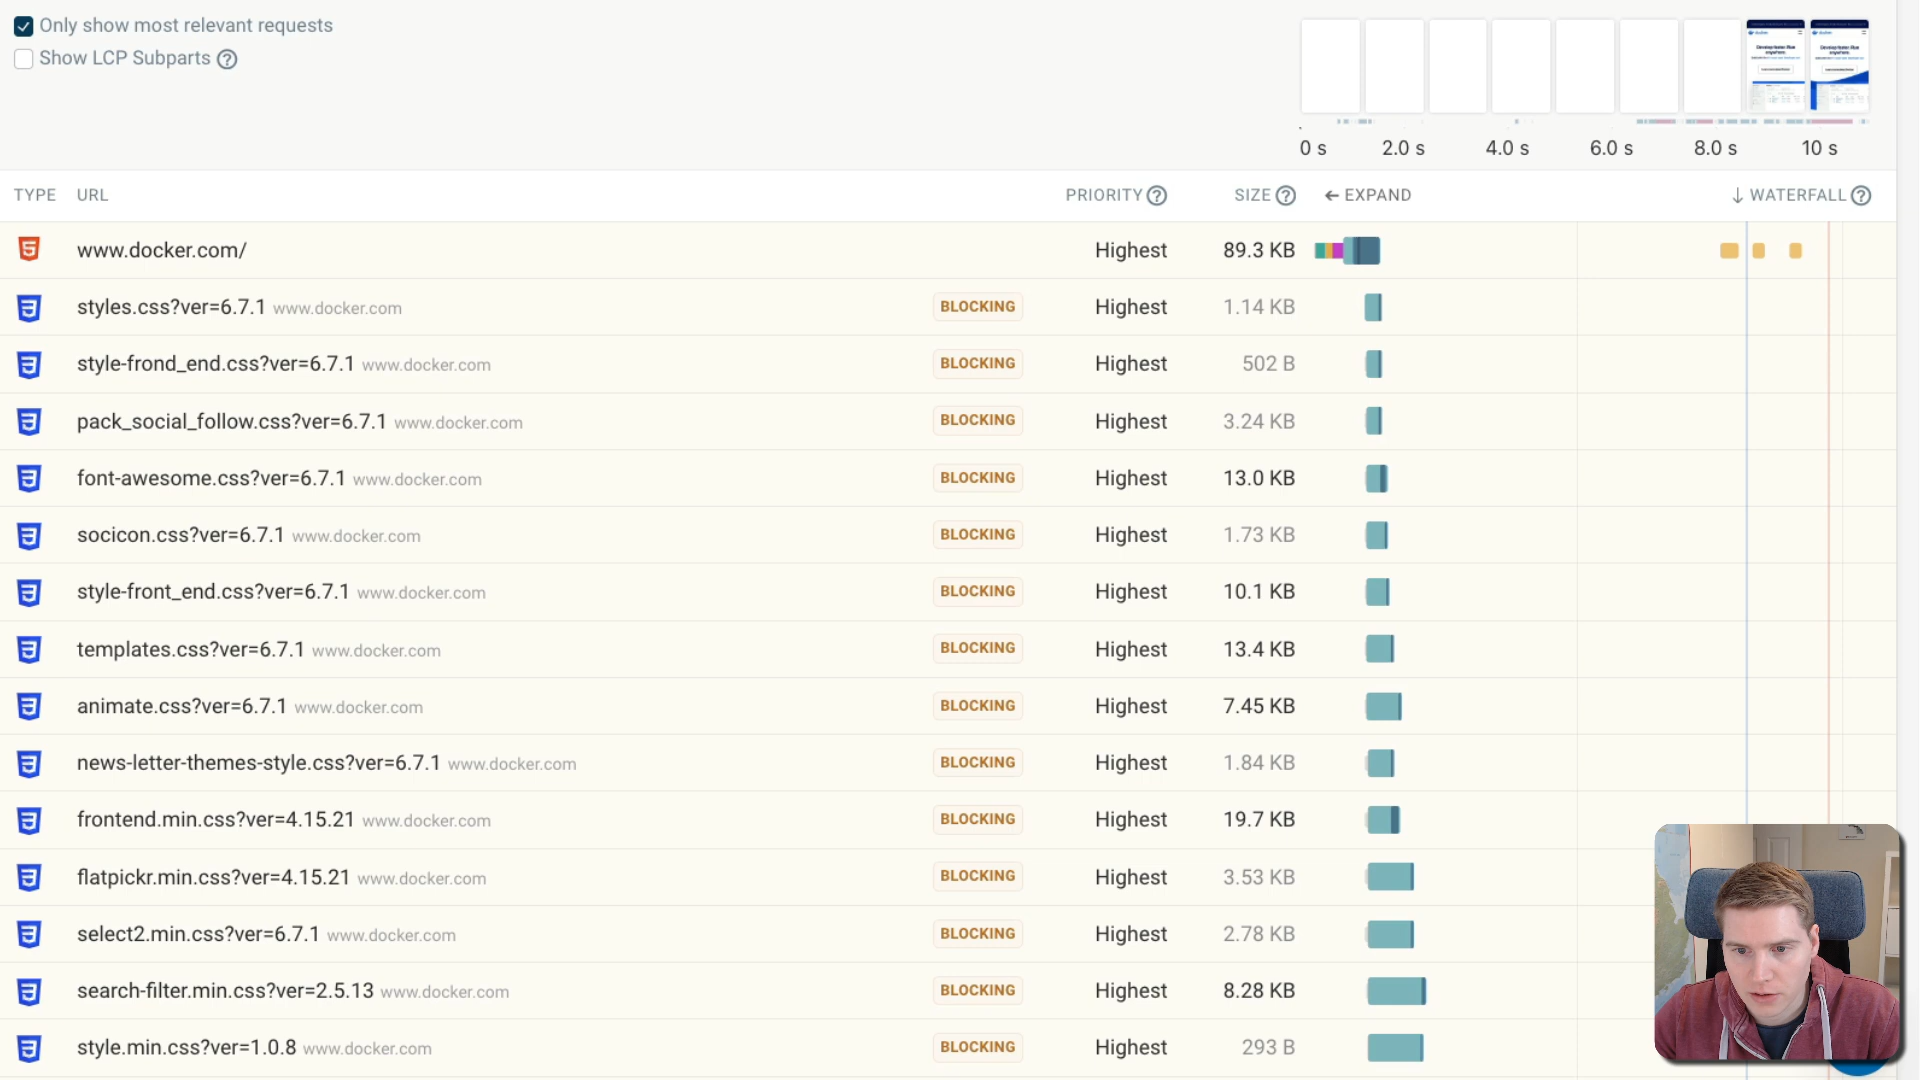 Only show most relevant requests
Show LCP Subparts ?
0 s 2.0 s 4.0 s 6.0 s 8.0 s 10 s
TYPE URL PRIORITY ? SIZE ? ← EXPAND ↓ WATERFALL ?
www.docker.com/ Highest 89.3 KB
styles.css?ver=6.7.1 www.docker.com BLOCKING Highest 1.14 KB
style-frond_end.css?ver=6.7.1 www.docker.com BLOCKING Highest 502 B
pack_social_follow.css?ver=6.7.1 www.docker.com BLOCKING Highest 3.24 KB
font-awesome.css?ver=6.7.1 www.docker.com BLOCKING Highest 13.0 KB
socicon.css?ver=6.7.1 www.docker.com BLOCKING Highest 1.73 KB
style-front_end.css?ver=6.7.1 www.docker.com BLOCKING Highest 10.1 KB
templates.css?ver=6.7.1 www.docker.com BLOCKING Highest 13.4 KB
animate.css?ver=6.7.1 www.docker.com BLOCKING Highest 7.45 KB
news-letter-themes-style.css?ver=6.7.1 www.docker.com BLOCKING Highest 1.84 KB
frontend.min.css?ver=4.15.21 www.docker.com BLOCKING Highest 19.7 KB
flatpickr.min.css?ver=4.15.21 www.docker.com BLOCKING Highest 3.53 KB
select2.min.css?ver=6.7.1 www.docker.com BLOCKING Highest 2.78 KB
search-filter.min.css?ver=2.5.13 www.docker.com BLOCKING Highest 8.28 KB
style.min.css?ver=1.0.8 www.docker.com BLOCKING Highest 293 B